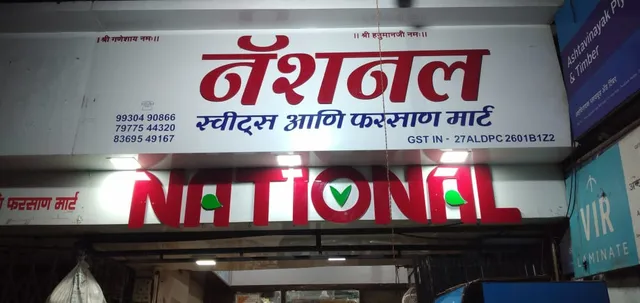 ।। श्री गणेशाय नमः।।
।। श्री हनुमानजी नमः।।
नॅशनल
स्वीट्स आणि फरसाण मार्ट
99304 90866
79775 44320
83695 49167
GST IN - 27ALDPC2601B1Z2
फरसाण मार्ट
NATIONAL
Ashtavinayak Ply
& Timber
VIR
LAMINATE